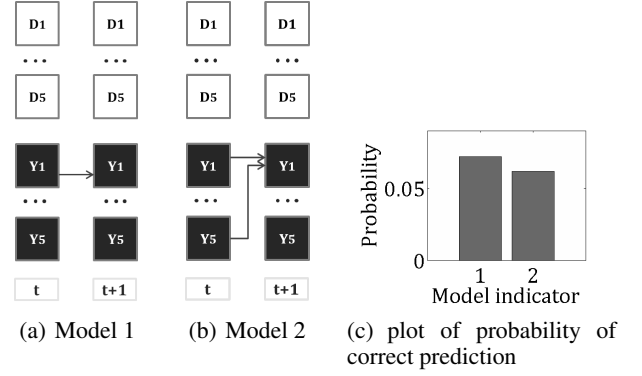 D1 D1 D1 D1
... ... ... ...
D5 D5 D5 D5
Y1 Y1 Y1 Y1
... ... ... ...
Y5 Y5 Y5 Y5
t t+1 t t+1
(a) Model 1
(b) Model 2
Probability
0.05
0
1 2
Model indicator
(c) plot of probability of
correct prediction